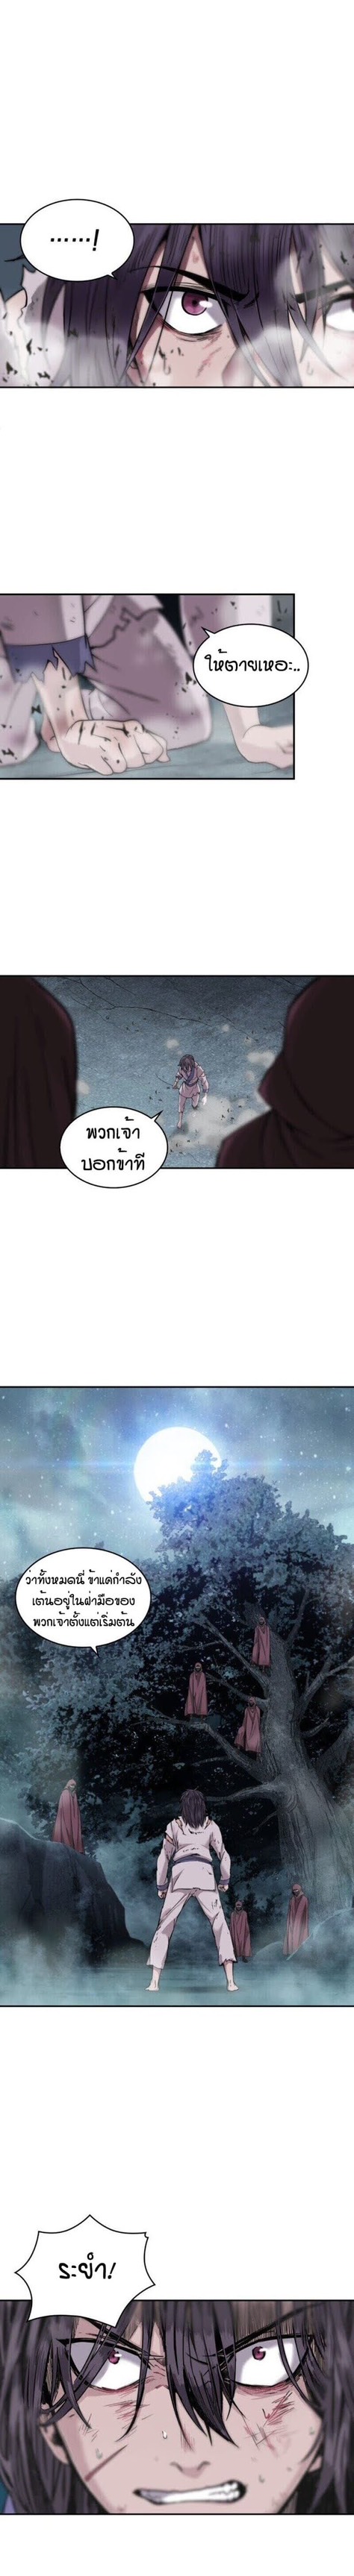 ......!
ให้ตายเหอะ..
พวกเจ้า
บอกข้าที
ว่าทั้งหมดนี่ ข้าแค่กำลัง
เต้นอยู่ในฝ่ามือของ
พวกเจ้าตั้งแต่เริ่มต้น
ระยำ!